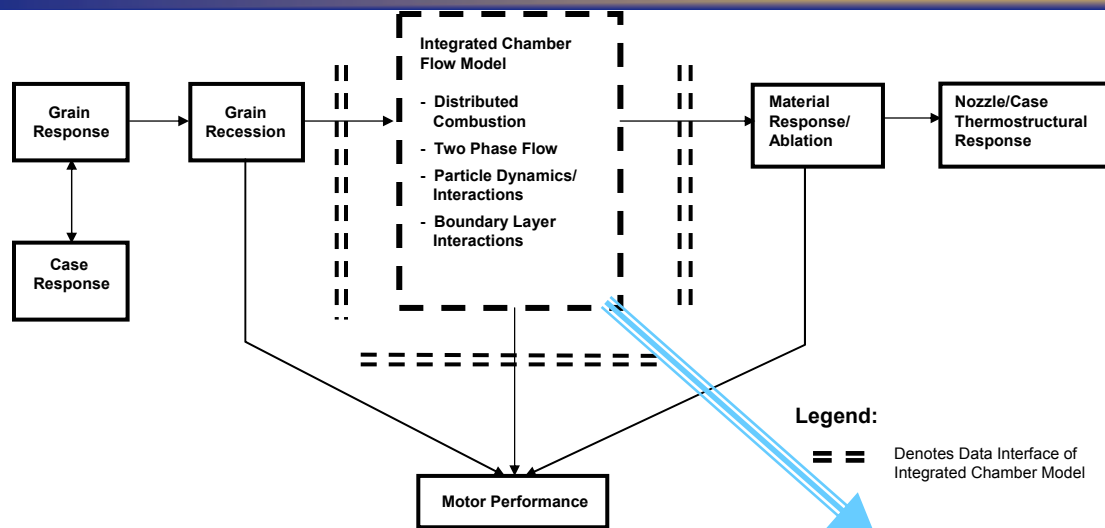 Integrated Chamber
Flow Model
- Distributed
Combustion
- Two Phase Flow
- Particle Dynamics/
Interactions
- Boundary Layer
Interactions
Grain
Response
Grain
Recession
Material
Response/
Ablation
Nozzle/Case
Thermostructural
Response
Case
Response
Legend:
Denotes Data Interface of
Integrated Chamber Model
Motor Performance